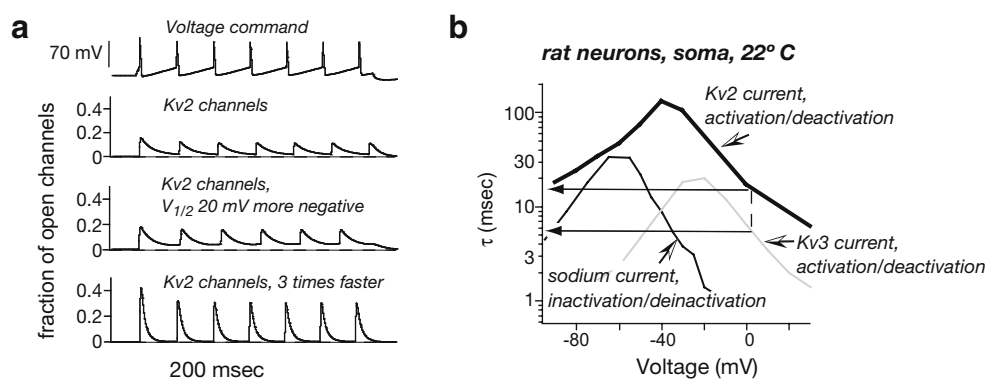 a
Voltage command
70 mV
Kv2 channels
0.4
0.2
0
Kv2 channels,
V1/2 20 mV more negative
0.4
0.2
0
Kv2 channels, 3 times faster
0.4
0.2
0
fraction of open channels
200 msec
b
rat neurons, soma, 22º C
Kv2 current,
activation/deactivation
100
30
10
3
1
τ (msec)
Kv3 current,
activation/deactivation
sodium current,
inactivation/deinactivation
-80
-40
0
Voltage (mV)